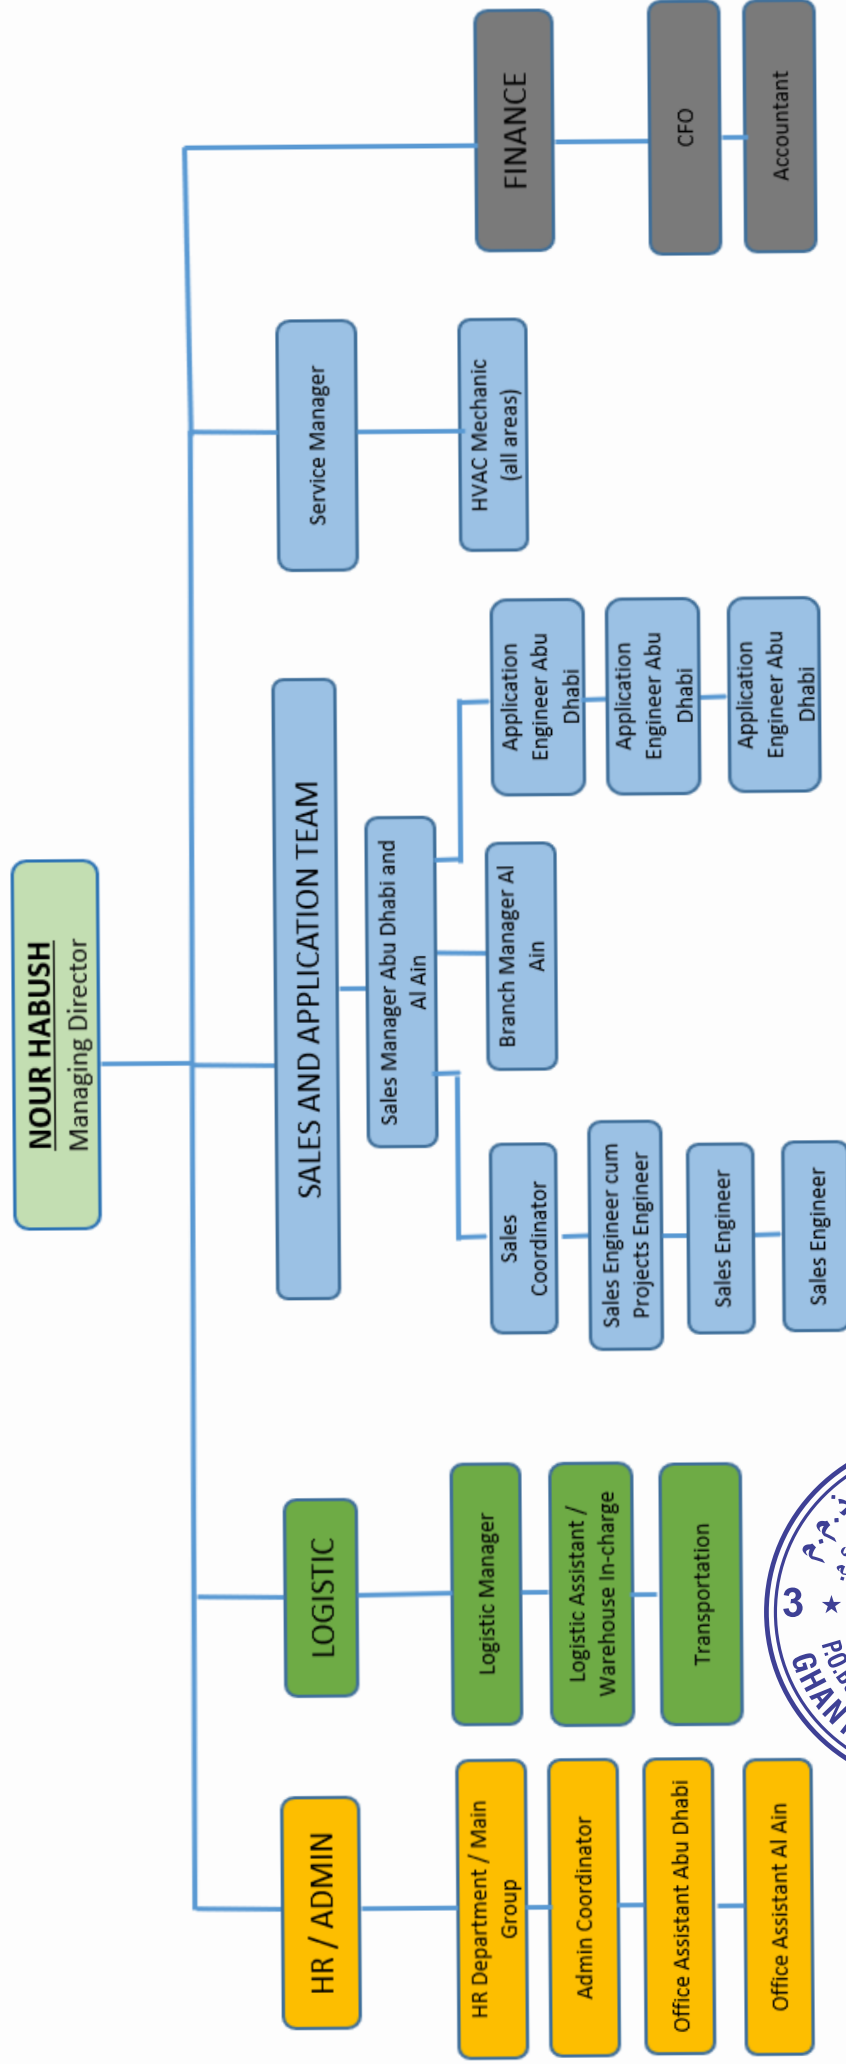 NOUR HABUSH
Managing Director
HR / ADMIN
HR Department / Main
Group
Admin Coordinator
Office Assistant Abu Dhabi
Office Assistant Al Ain
LOGISTIC
Logistic Manager
Logistic Assistant /
Warehouse In-charge
Transportation
SALES AND APPLICATION TEAM
Sales Manager Abu Dhabi and
Al Ain
Sales
Coordinator
Sales Engineer cum
Projects Engineer
Sales Engineer
Sales Engineer
Branch Manager Al
Ain
Application
Engineer Abu
Dhabi
Application
Engineer Abu
Dhabi
Application
Engineer Abu
Dhabi
Service Manager
HVAC Mechanic
(all areas)
FINANCE
CFO
Accountant
3